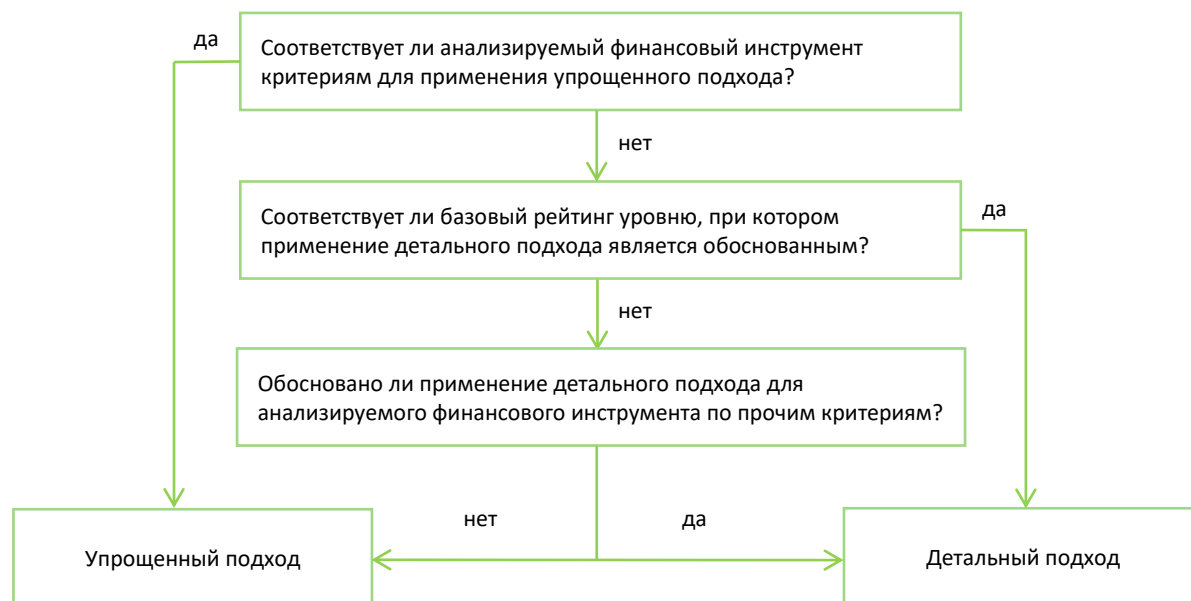 да
Соответствует ли анализируемый финансовый инструмент
критериям для применения упрощенного подхода?
нет
Соответствует ли базовый рейтинг уровню, при котором
применение детального подхода является обоснованным?
да
нет
Обосновано ли применение детального подхода для
анализируемого финансового инструмента по прочим критериям?
нет
да
Упрощенный подход
Детальный подход